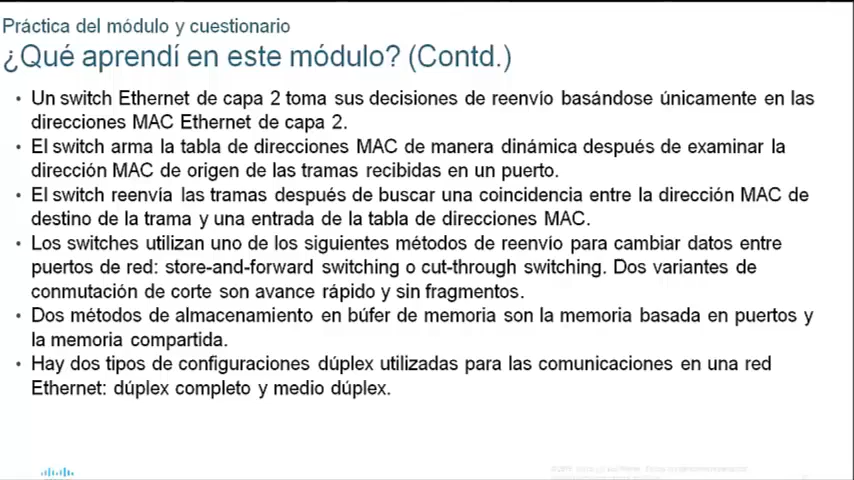 Práctica del módulo y cuestionario
¿Qué aprendí en este módulo? (Contd.)
• Un switch Ethernet de capa 2 toma sus decisiones de reenvío basándose únicamente en las
direcciones MAC Ethernet de capa 2.
• El switch arma la tabla de direcciones MAC de manera dinámica después de examinar la
dirección MAC de origen de las tramas recibidas en un puerto.
• El switch reenvía las tramas después de buscar una coincidencia entre la dirección MAC de
destino de la trama y una entrada de la tabla de direcciones MAC.
• Los switches utilizan uno de los siguientes métodos de reenvío para cambiar datos entre
puertos de red: store-and-forward switching o cut-through switching. Dos variantes de
conmutación de corte son avance rápido y sin fragmentos.
• Dos métodos de almacenamiento en búfer de memoria son la memoria basada en puertos y
la memoria compartida.
• Hay dos tipos de configuraciones dúplex utilizadas para las comunicaciones en una red
Ethernet: dúplex completo y medio dúplex.